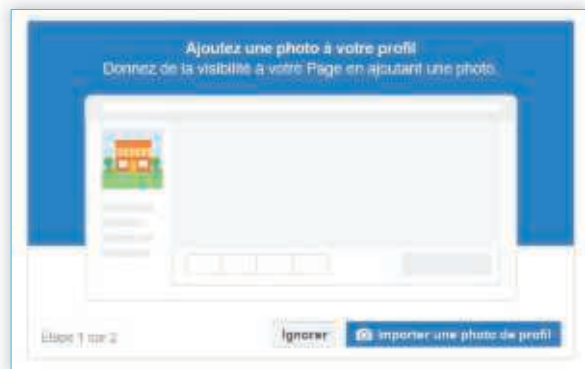 Ajoutez une photo à votre profil
Donnez de la visibilité à votre Page en ajoutant une photo.
Etape 1 sur 2
Ignorer
Importer une photo de profil